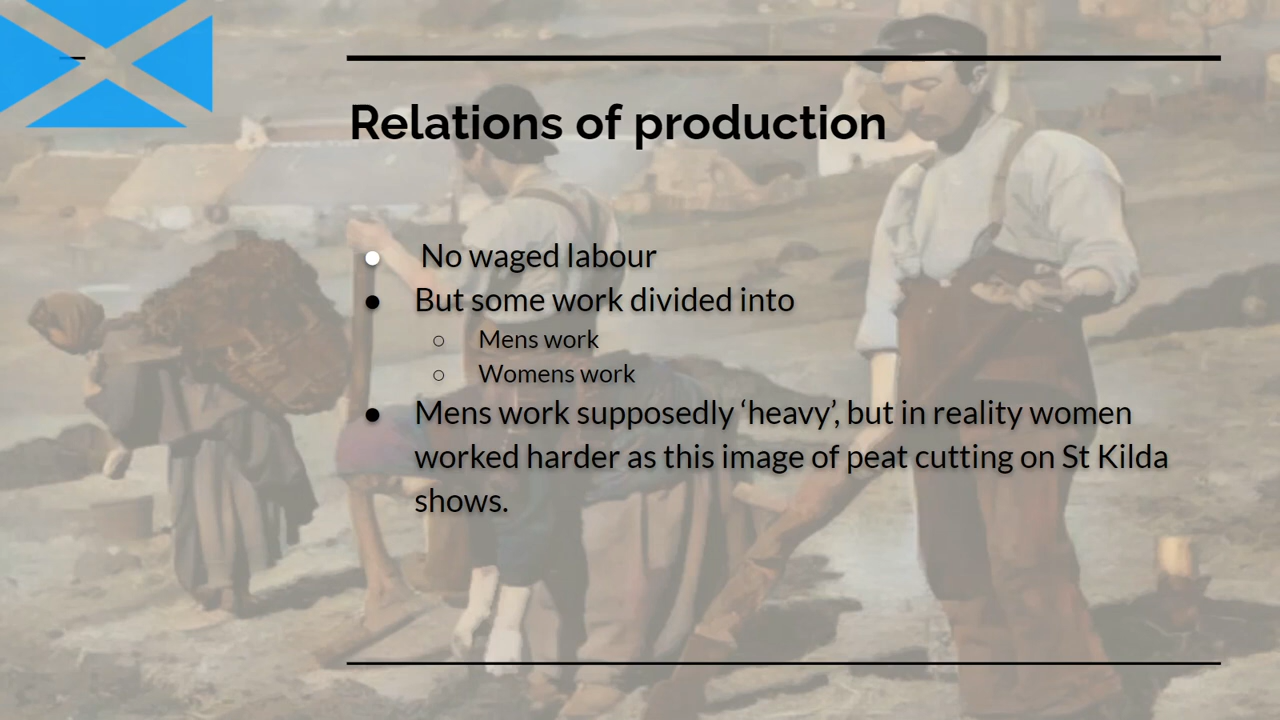 Relations of production
● No waged labour
● But some work divided into
○ Mens work
○ Womens work
● Mens work supposedly ‘heavy’, but in reality women
worked harder as this image of peat cutting on St Kilda
shows.